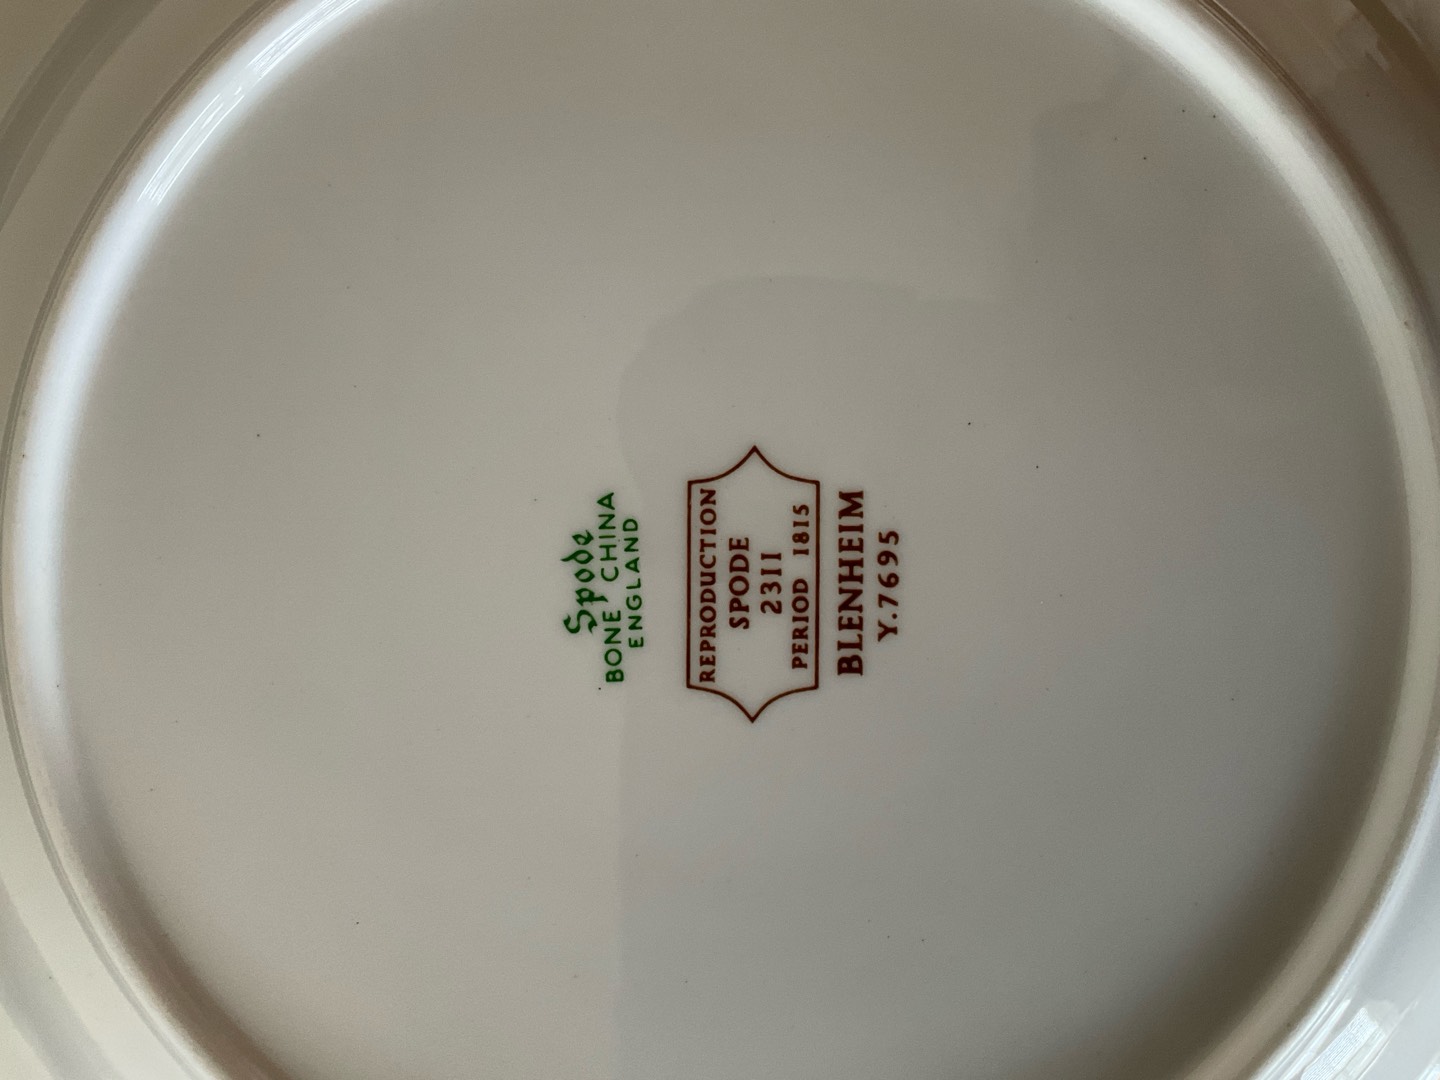 Spode
BONE CHINA
ENGLAND
REPRODUCTION
SPODE
2311
PERIOD 1815
BLENHEIM
Y.7695